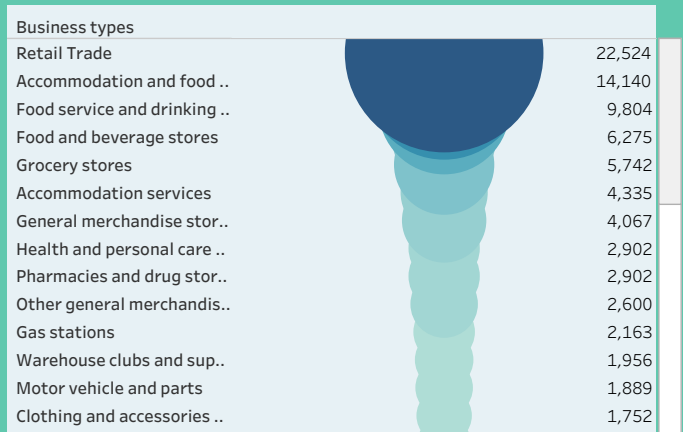 Business types
Retail Trade 22,524
Accommodation and food .. 14,140
Food service and drinking .. 9,804
Food and beverage stores 6,275
Grocery stores 5,742
Accommodation services 4,335
General merchandise stor.. 4,067
Health and personal care .. 2,902
Pharmacies and drug stor.. 2,902
Other general merchandis.. 2,600
Gas stations 2,163
Warehouse clubs and sup.. 1,956
Motor vehicle and parts 1,889
Clothing and accessories .. 1,752